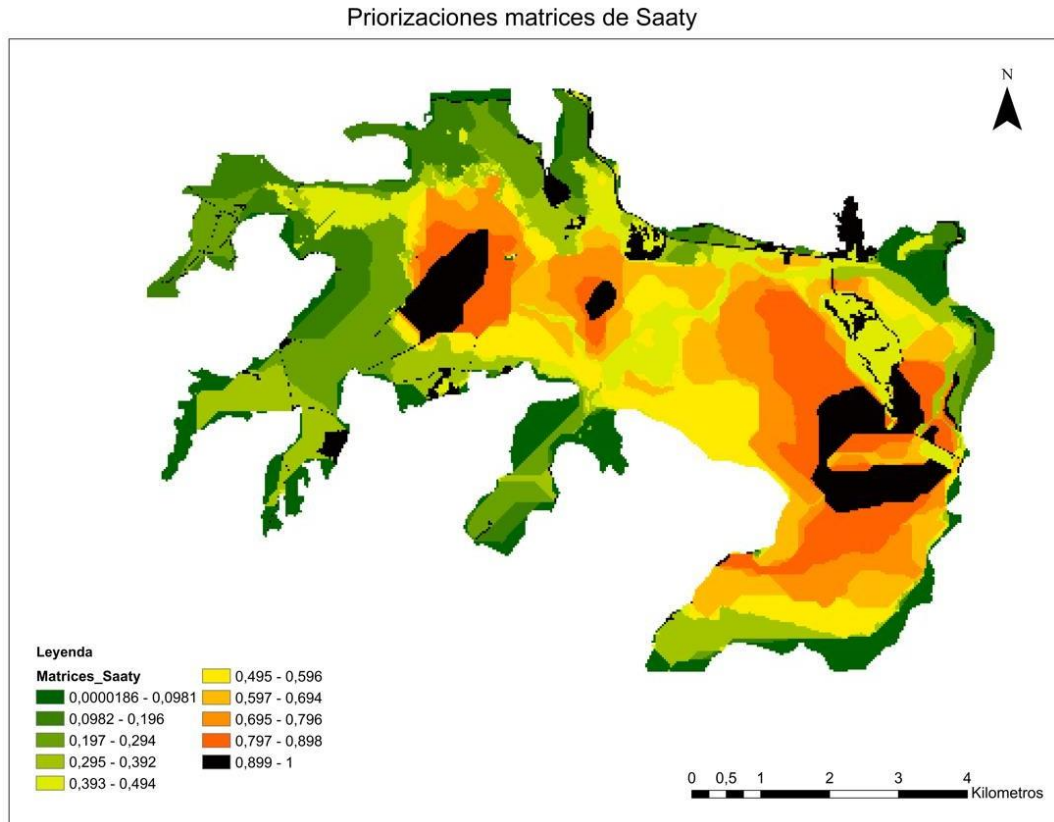 Priorizaciones matrices de Saaty
N
Leyenda
Matrices_Saaty
0,0000186 - 0,0981
0,0982 - 0,196
0,197 - 0,294
0,295 - 0,392
0,393 - 0,494
0,495 - 0,596
0,597 - 0,694
0,695 - 0,796
0,797 - 0,898
0,899 - 1
0 0,5 1 2 3 4
Kilometros